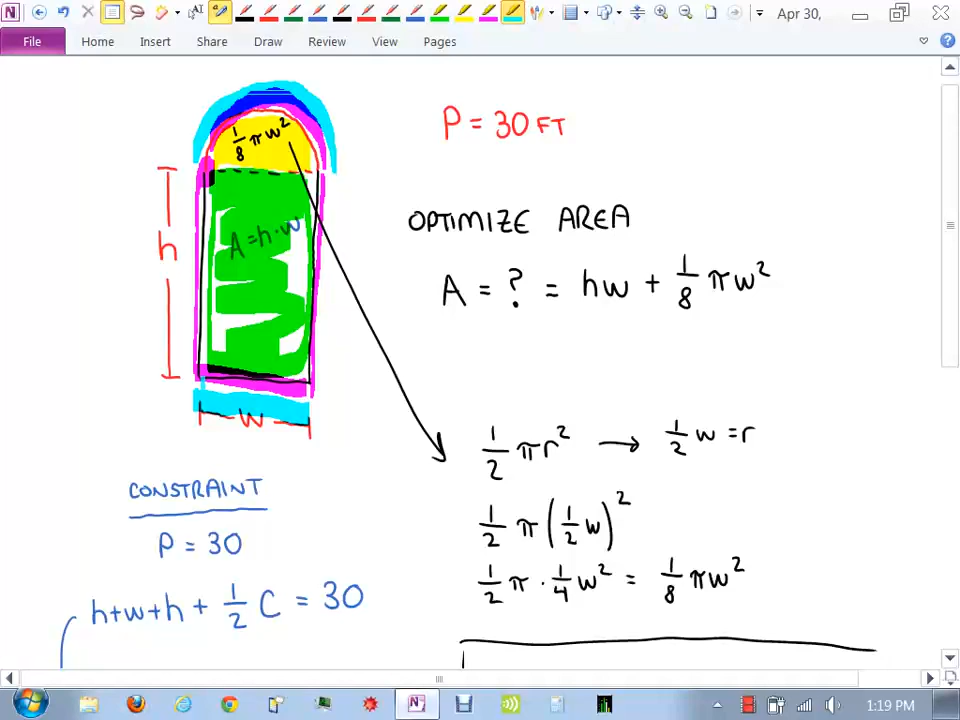 Apr 30,
File Home Insert Share Draw Review View Pages
1/8 πw²
P = 30 FT
h
A = h·w
OPTIMIZE AREA
A = ? = hw + 1/8 πw²
w
1/2 πr² → 1/2 w = r
CONSTRAINT
1/2 π (1/2 w)²
P = 30
1/2 π · 1/4 w² = 1/8 πw²
h+w+h + 1/2 C = 30
1:19 PM